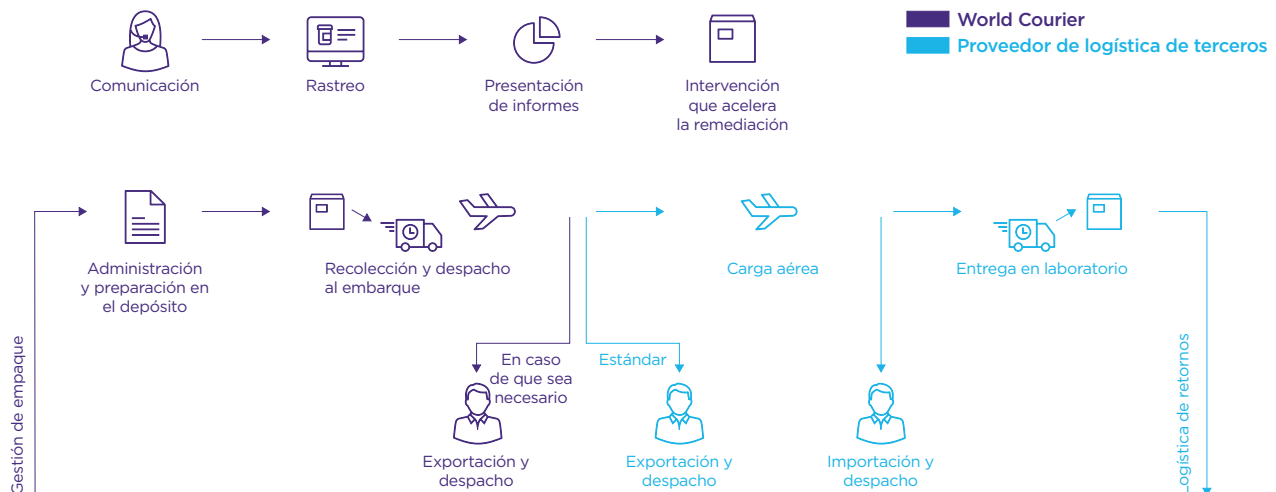 World Courier
Proveedor de logística de terceros
Comunicación
Rastreo
Presentación
de informes
Intervención
que acelera
la remediación
Administración
y preparación en
el depósito
Recolección y despacho
al embarque
Carga aérea
Entrega en laboratorio
En caso
de que sea
necesario
Estándar
Exportación y
despacho
Exportación y
despacho
Importación y
despacho
Gestión de empaque
Logística de retornos